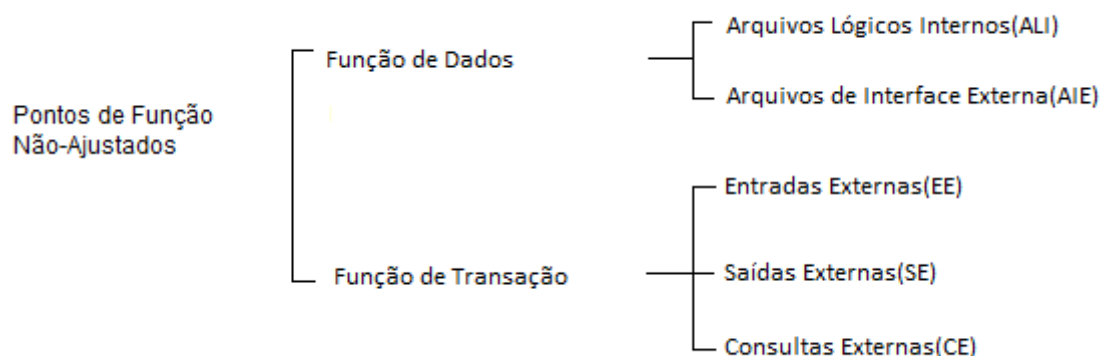 Pontos de Função
Não-Ajustados
Função de Dados
Arquivos Lógicos Internos(ALI)
Arquivos de Interface Externa(AIE)
Função de Transação
Entradas Externas(EE)
Saídas Externas(SE)
Consultas Externas(CE)